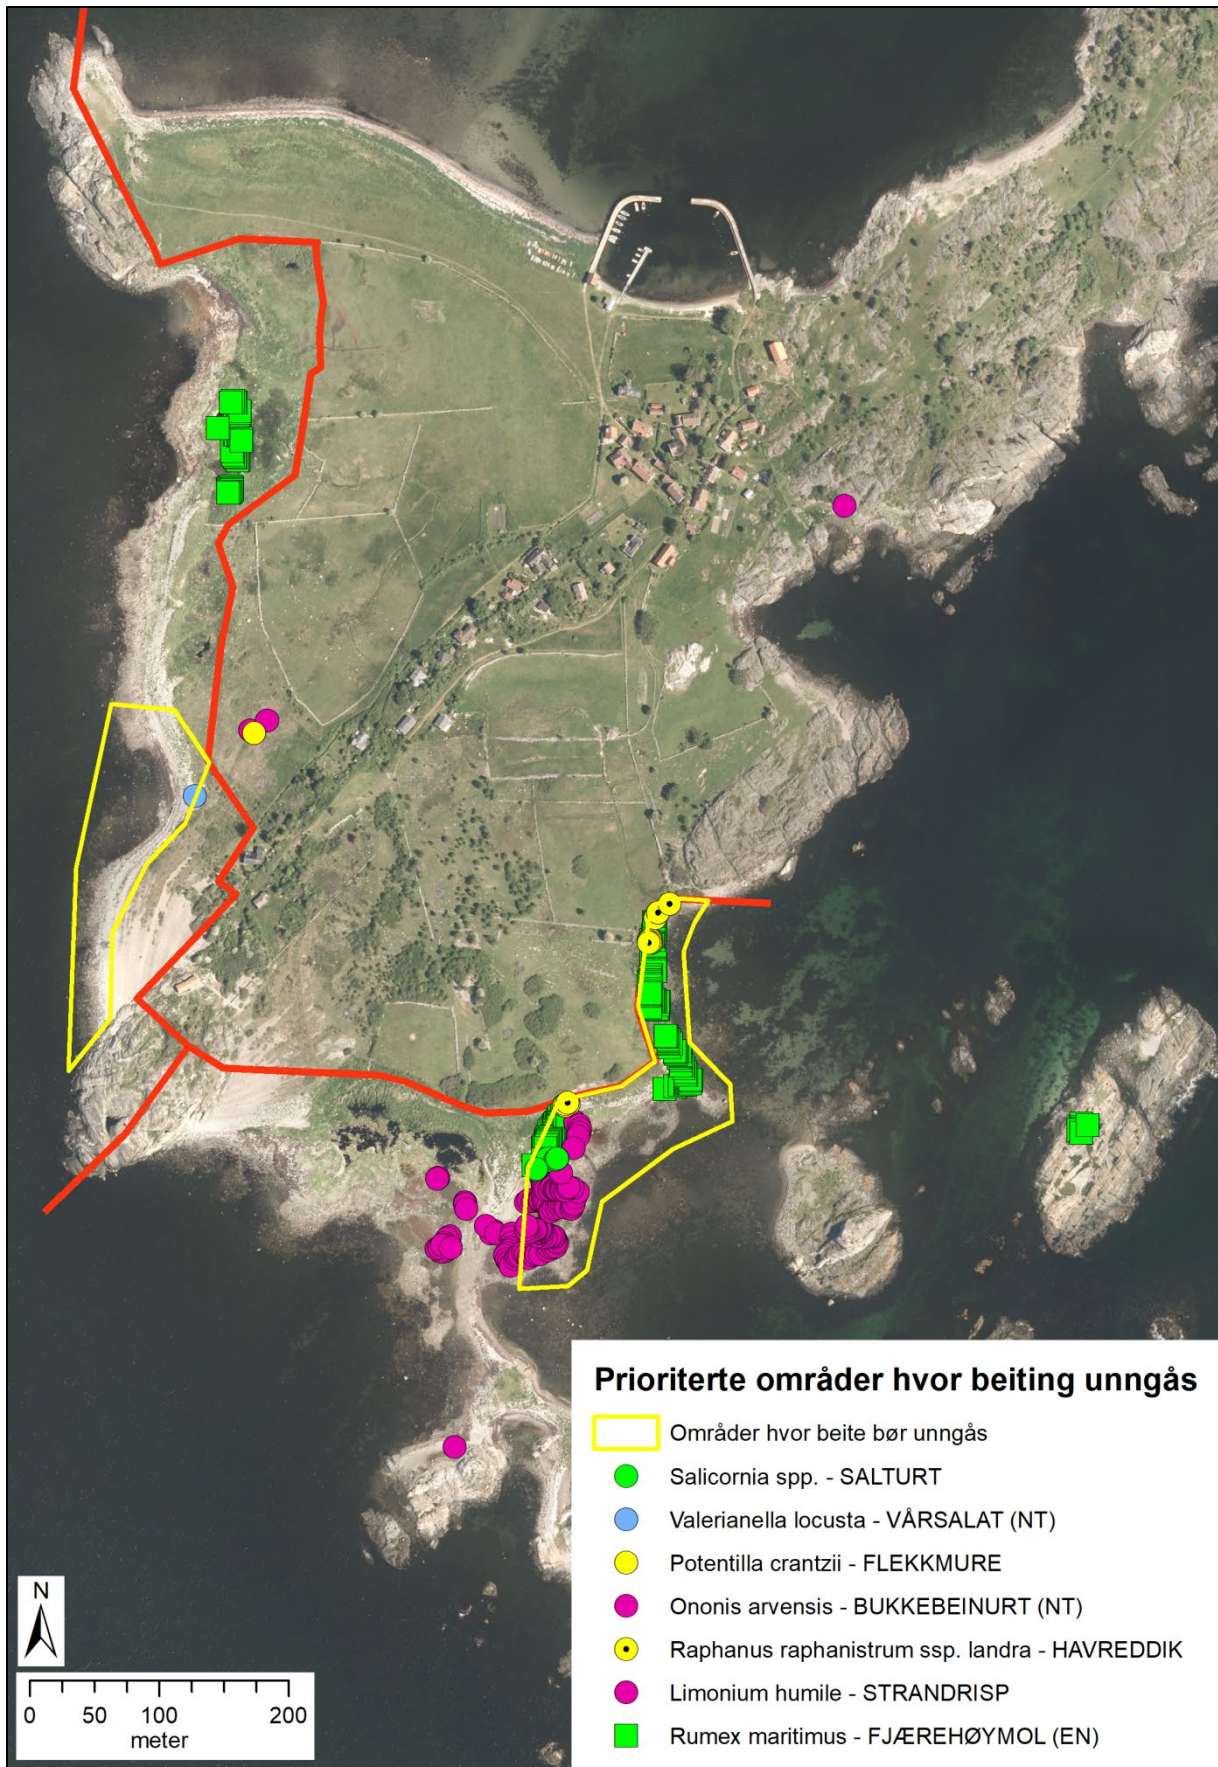 Prioriterte områder hvor beiting unngås
Områder hvor beite bør unngås
Salicornia spp. - SALTURT
Valerianella locusta - VÅRSALAT (NT)
Potentilla crantzii - FLEKKMURE
Ononis arvensis - BUKKEBEINURT (NT)
Raphanus raphanistrum ssp. landra - HAVREDDIK
Limonium humile - STRANDRISP
Rumex maritimus - FJÆREHØYMOL (EN)
N
0 50 100 200
meter